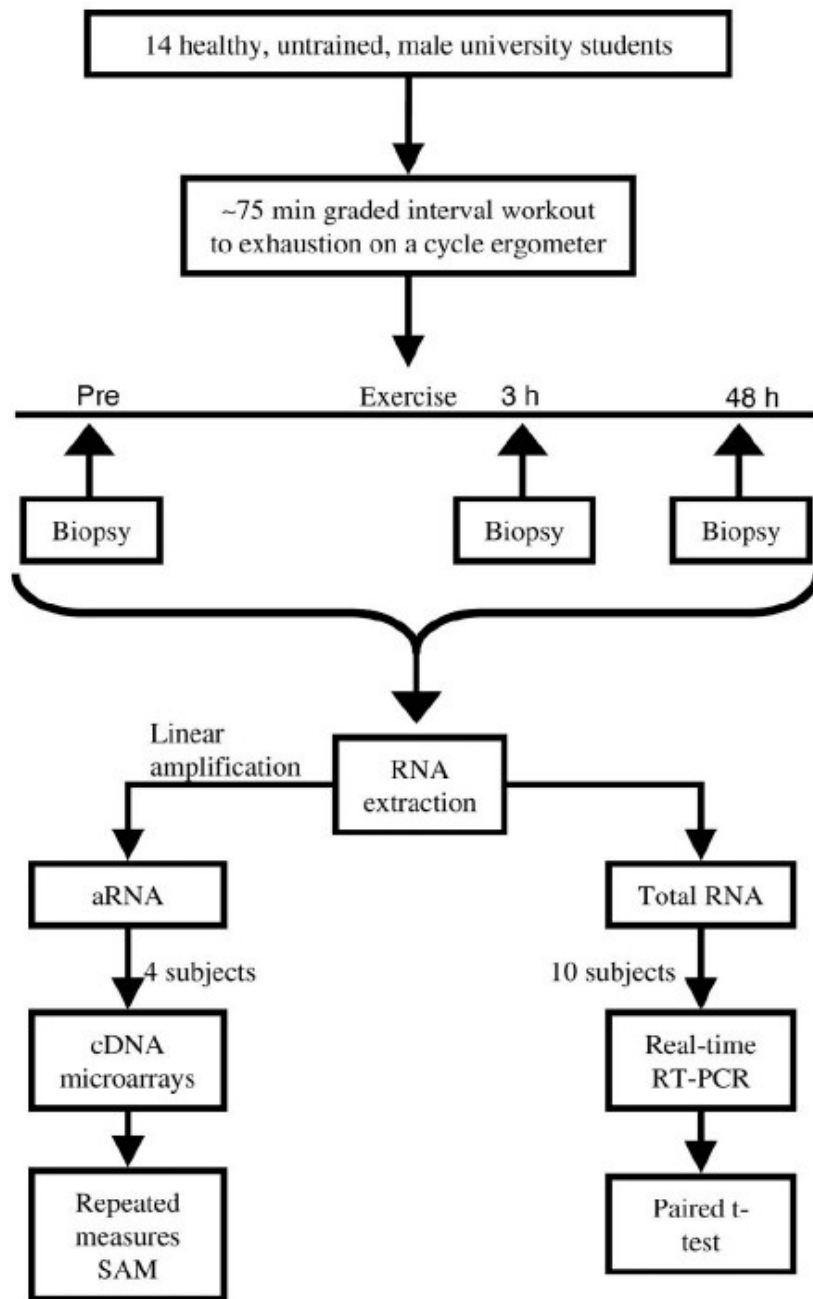 14 healthy, untrained, male university students
~75 min graded interval workout
to exhaustion on a cycle ergometer
Pre
Exercise
3 h
48 h
Biopsy
Biopsy
Biopsy
Linear
amplification
RNA
extraction
aRNA
Total RNA
4 subjects
10 subjects
cDNA
microarrays
Real-time
RT-PCR
Repeated
measures
SAM
Paired t-
test